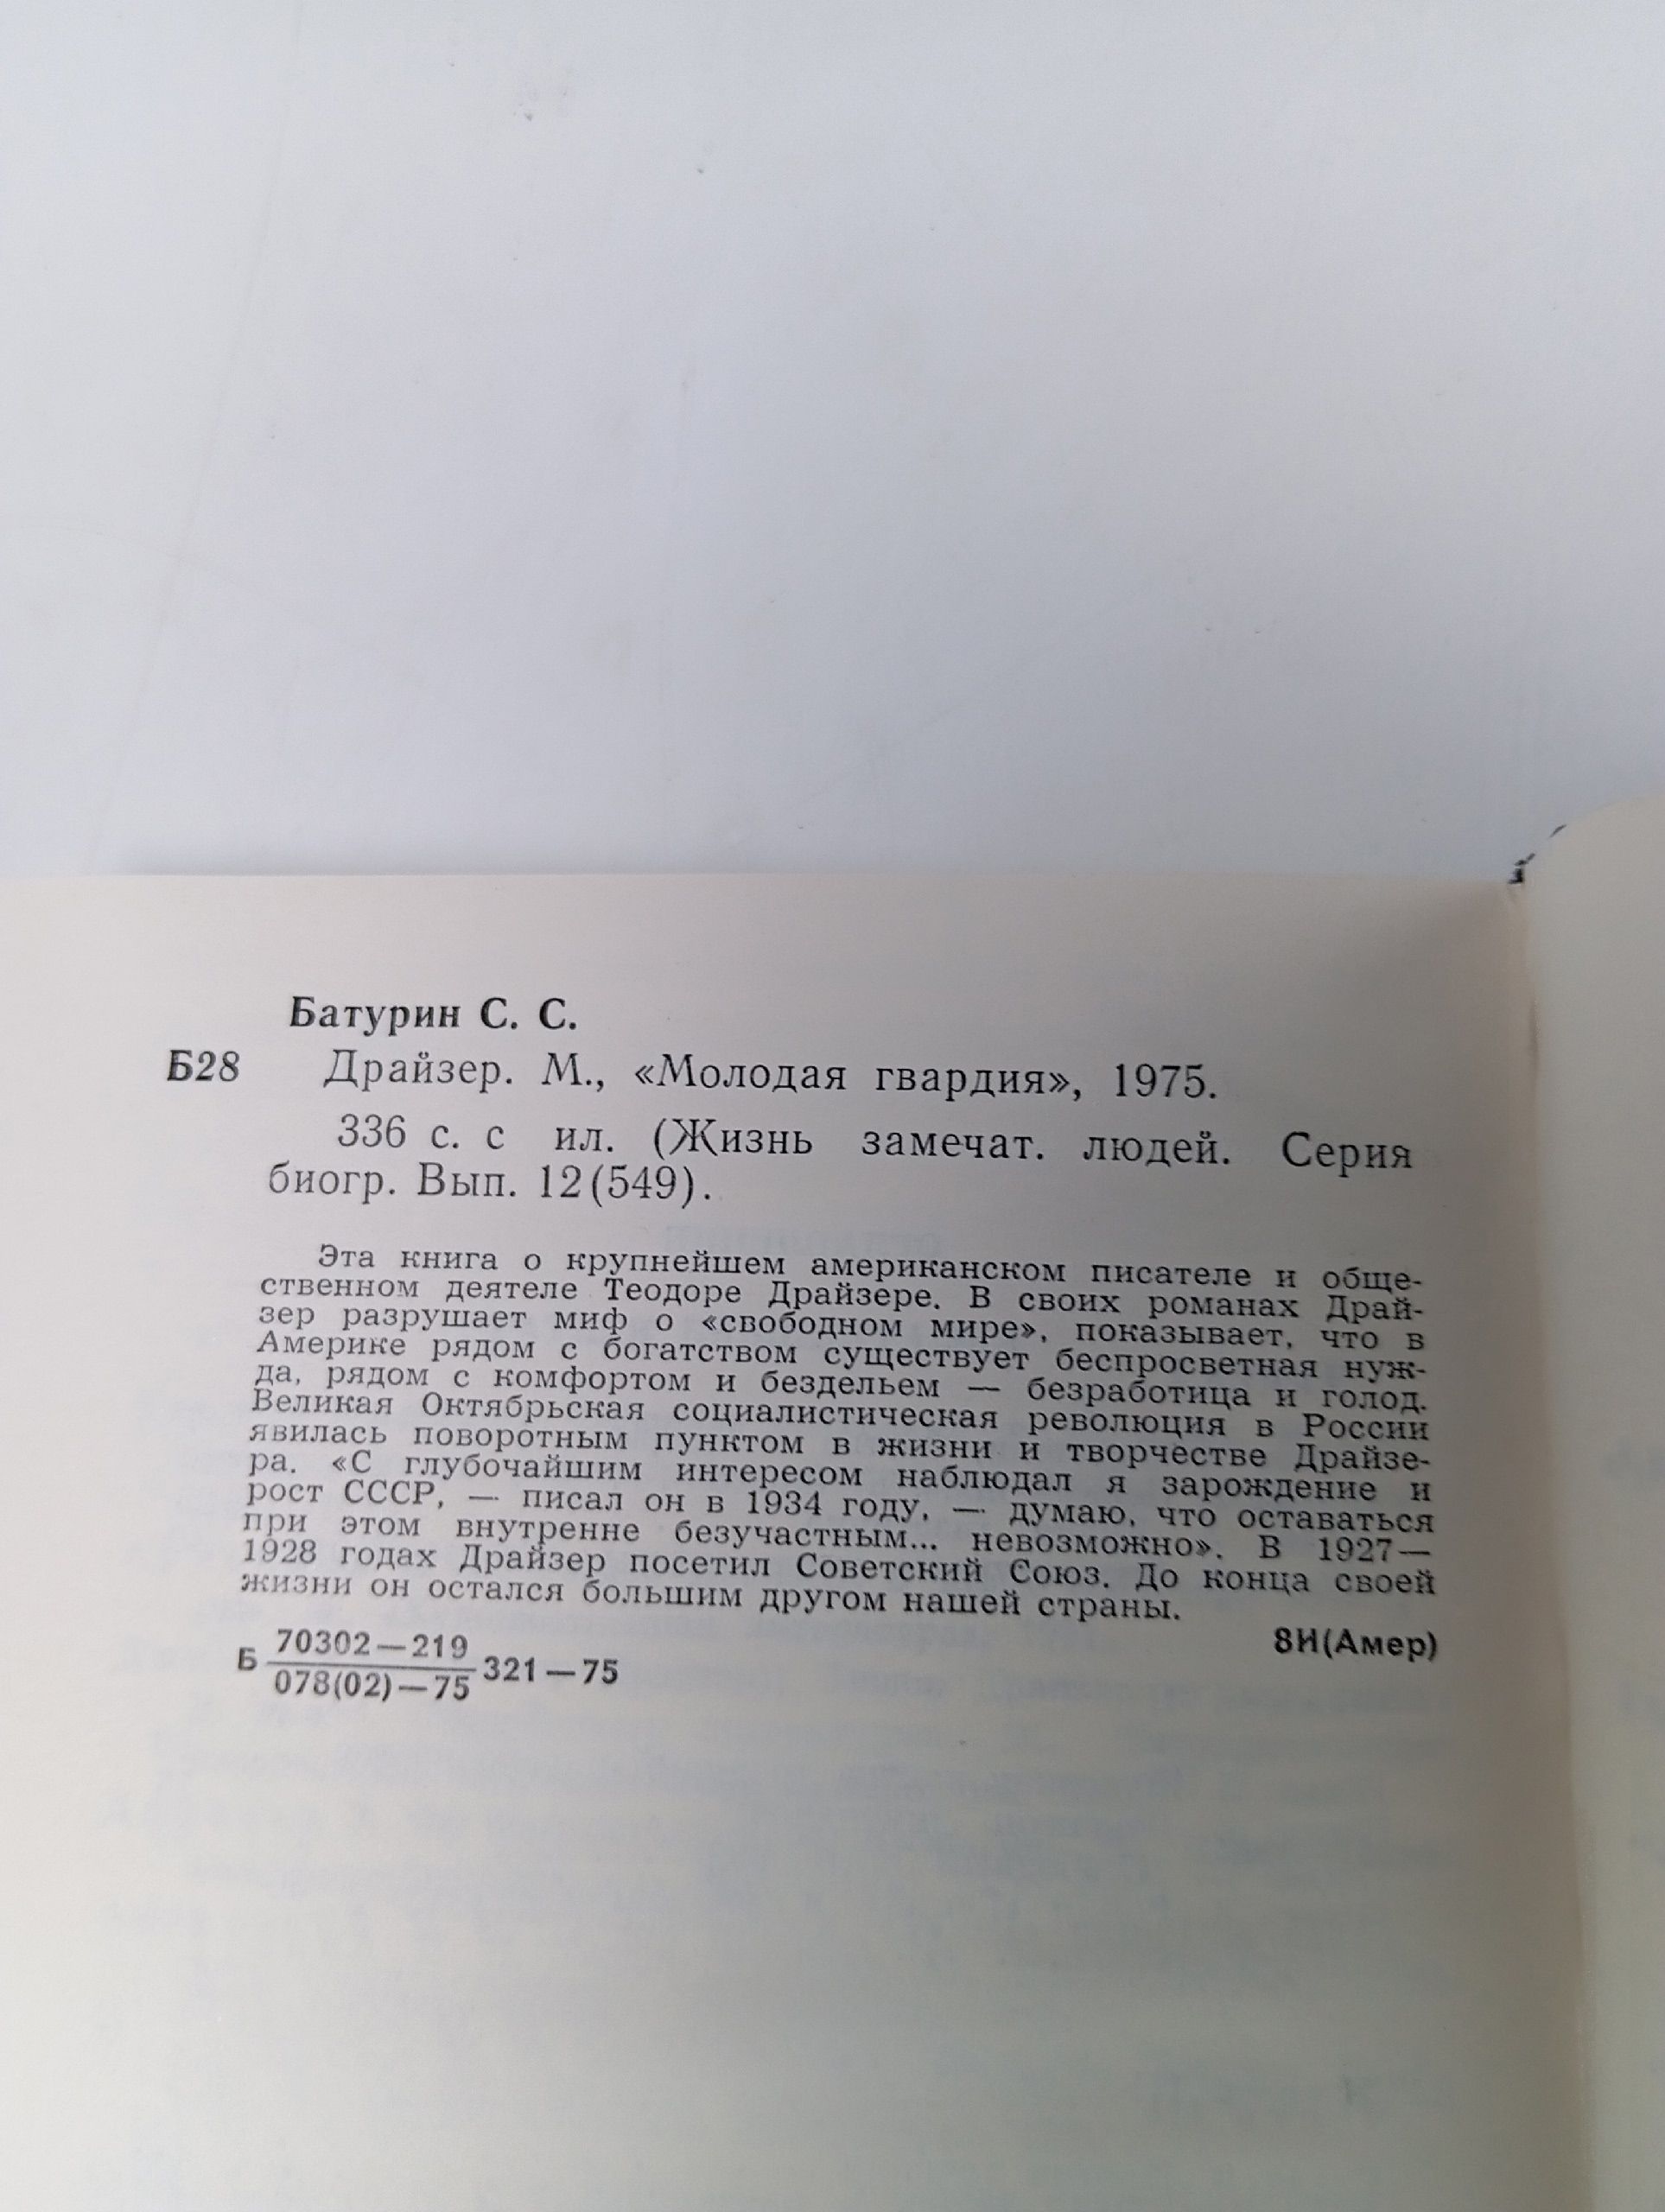 Батурин С. С.
Б28 Драйзер. М., «Молодая гвардия», 1975.
336 с. с ил. (Жизнь замечат. людей. Серия
биогр. Вып. 12(549).
Эта книга о крупнейшем американском писателе и обще-
ственном деятеле Теодоре Драйзере. В своих романах Драй-
зер разрушает миф о «свободном мире», показывает, что в
Америке рядом с богатством существует беспросветная нуж-
да, рядом с комфортом и бездельем — безработица и голод.
Великая Октябрьская социалистическая революция в России
явилась поворотным пунктом в жизни и творчестве Драйзе-
ра. «С глубочайшим интересом наблюдал я зарождение и
рост СССР, — писал он в 1934 году, — думаю, что оставаться
при этом внутренне безучастным... невозможно». В 1927—
1928 годах Драйзер посетил Советский Союз. До конца своей
жизни он остался большим другом нашей страны.
Б 70302—219
078(02)—75 321—75
8И(Амер)